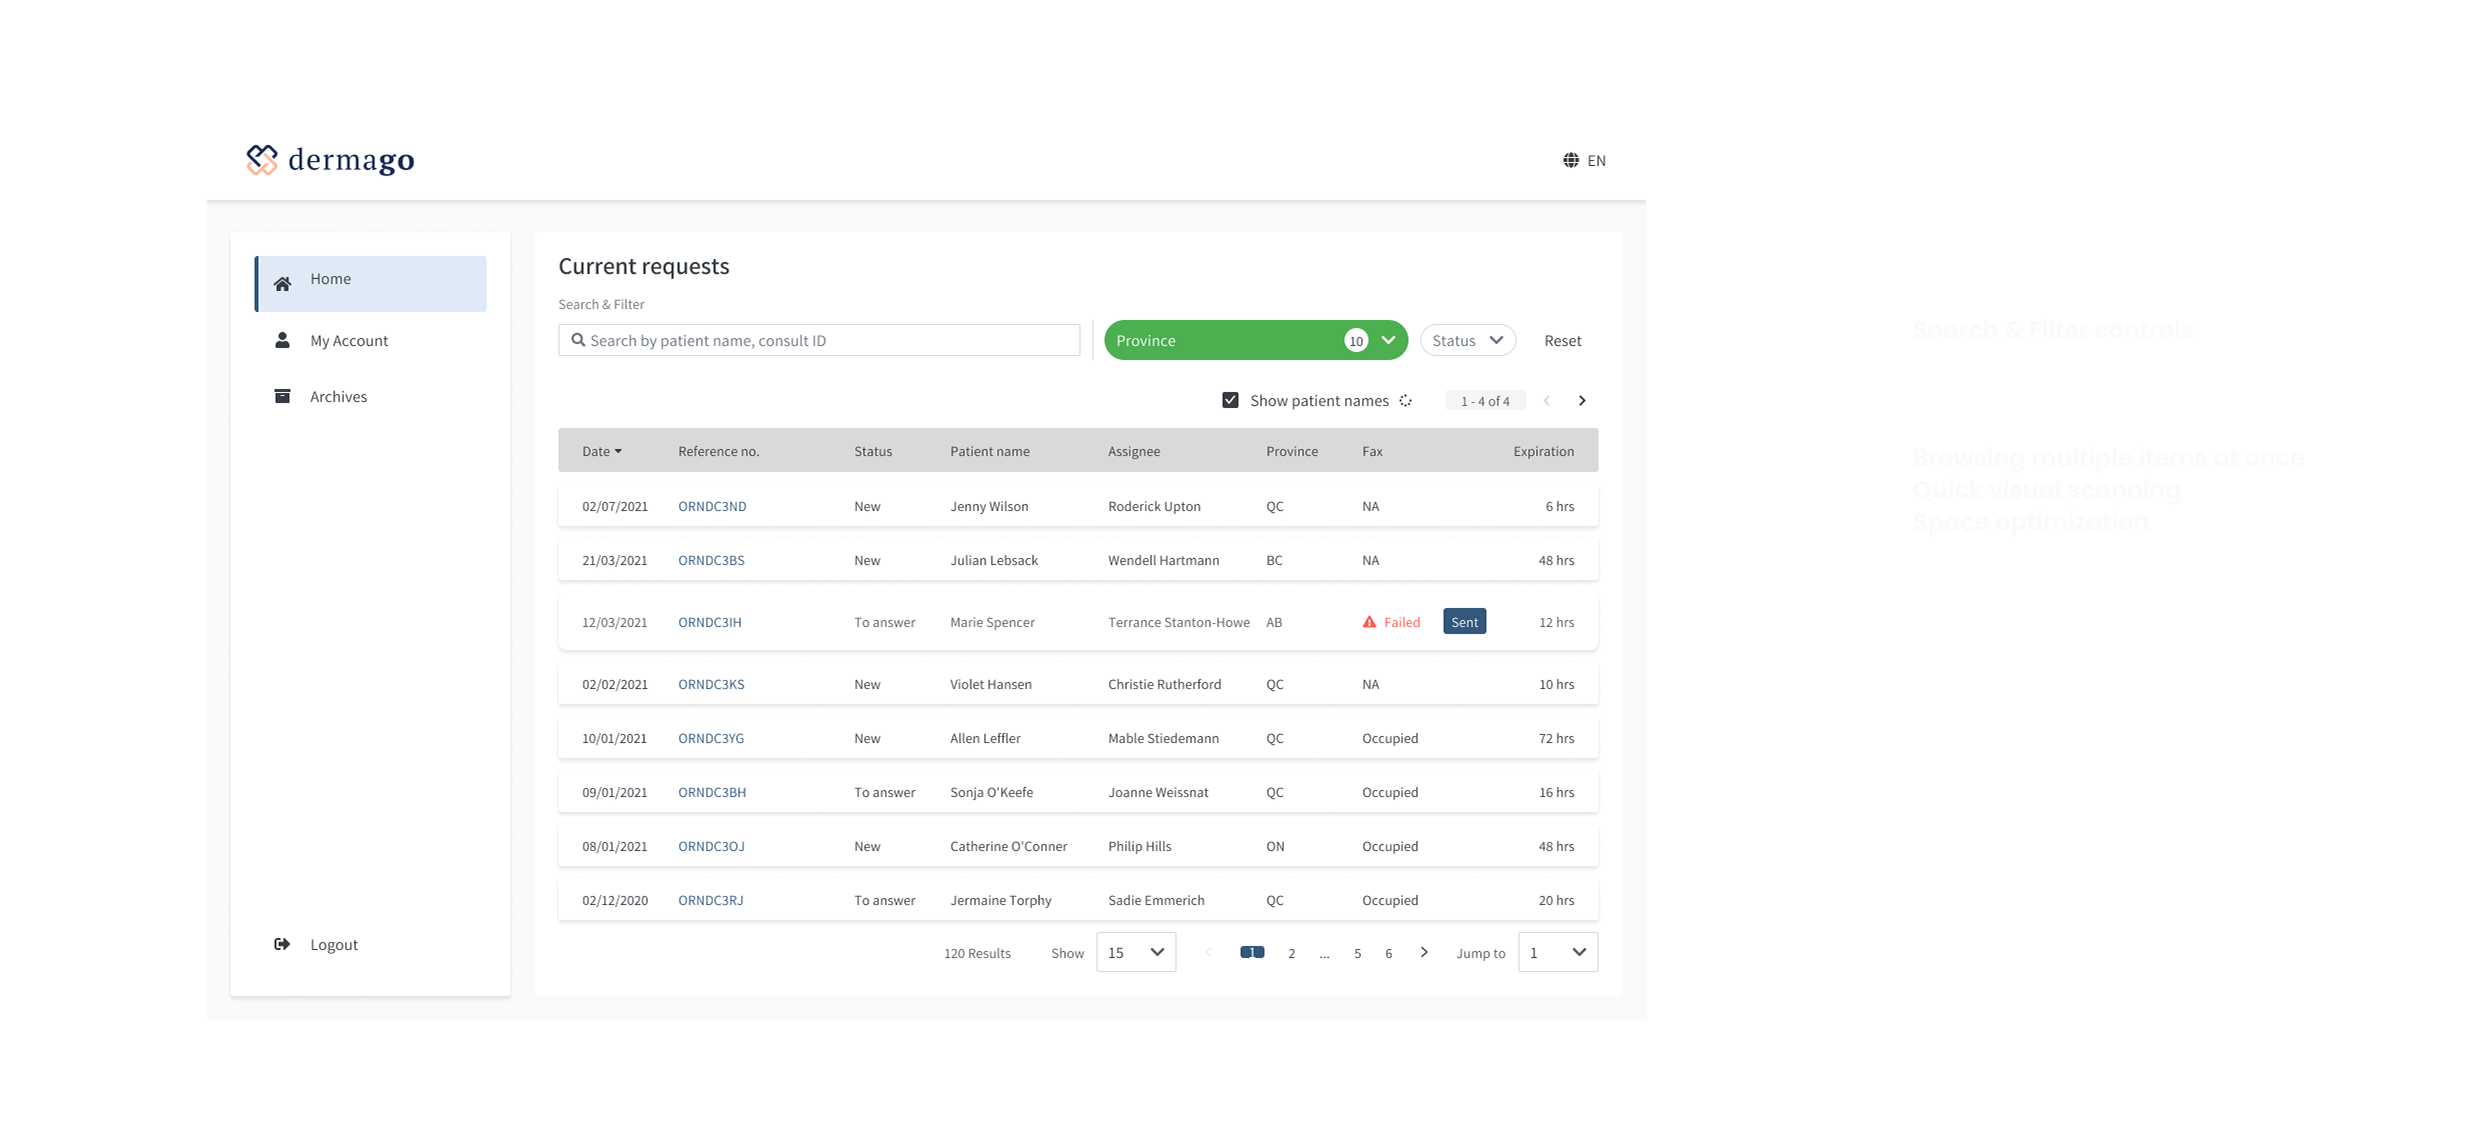 dermago
EN
Home
My Account
Archives
Logout
Current requests
Search & Filter
Search by patient name, consult ID
Province 10
Status
Reset
Show patient names
1 - 4 of 4
Date Reference no. Status Patient name Assignee Province Fax Expiration
02/07/2021 ORNDC3ND New Jenny Wilson Roderick Upton QC NA 6 hrs
21/03/2021 ORNDC3BS New Julian Lebsack Wendell Hartmann BC NA 48 hrs
12/03/2021 ORNDC3IH To answer Marie Spencer Terrance Stanton-Howe AB Failed Sent 12 hrs
02/02/2021 ORNDC3KS New Violet Hansen Christie Rutherford QC NA 10 hrs
10/01/2021 ORNDC3YG New Allen Leffler Mable Stiedemann QC Occupied 72 hrs
09/01/2021 ORNDC3BH To answer Sonja O'Keefe Joanne Weissnat QC Occupied 16 hrs
08/01/2021 ORNDC3OJ New Catherine O'Conner Philip Hills ON Occupied 48 hrs
02/12/2020 ORNDC3RJ To answer Jermaine Torphy Sadie Emmerich QC Occupied 20 hrs
120 Results Show 15 1 2 ... 5 6 Jump to 1
Search & Filter controls
Browsing multiple items at once
Quick visual scanning
Space optimization